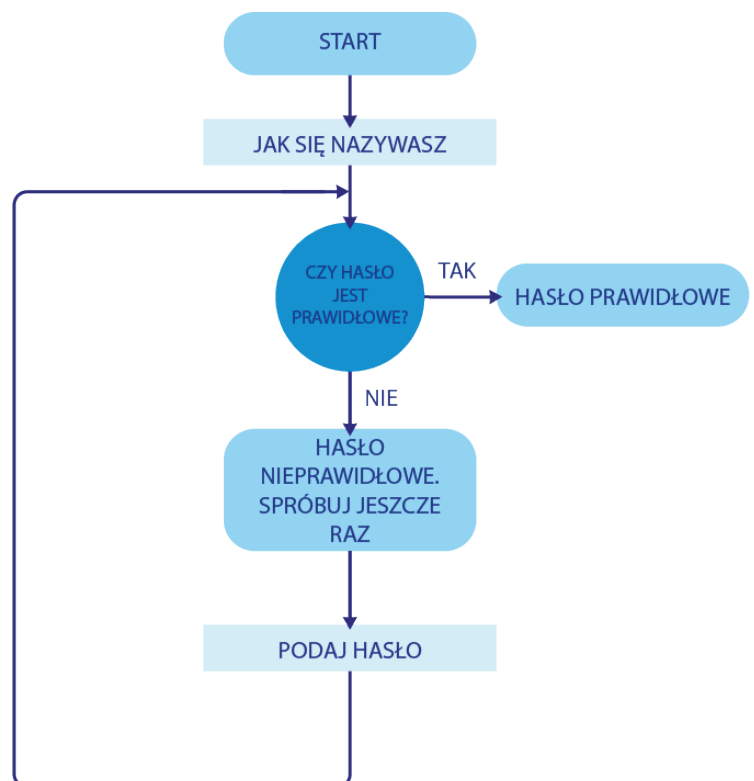 START
JAK SIĘ NAZYWASZ
CZY HASŁO
JEST
PRAWIDŁOWE?
TAK
HASŁO PRAWIDŁOWE
NIE
HASŁO
NIEPRAWIDŁOWE.
SPRÓBUJ JESZCZE
RAZ
PODAJ HASŁO